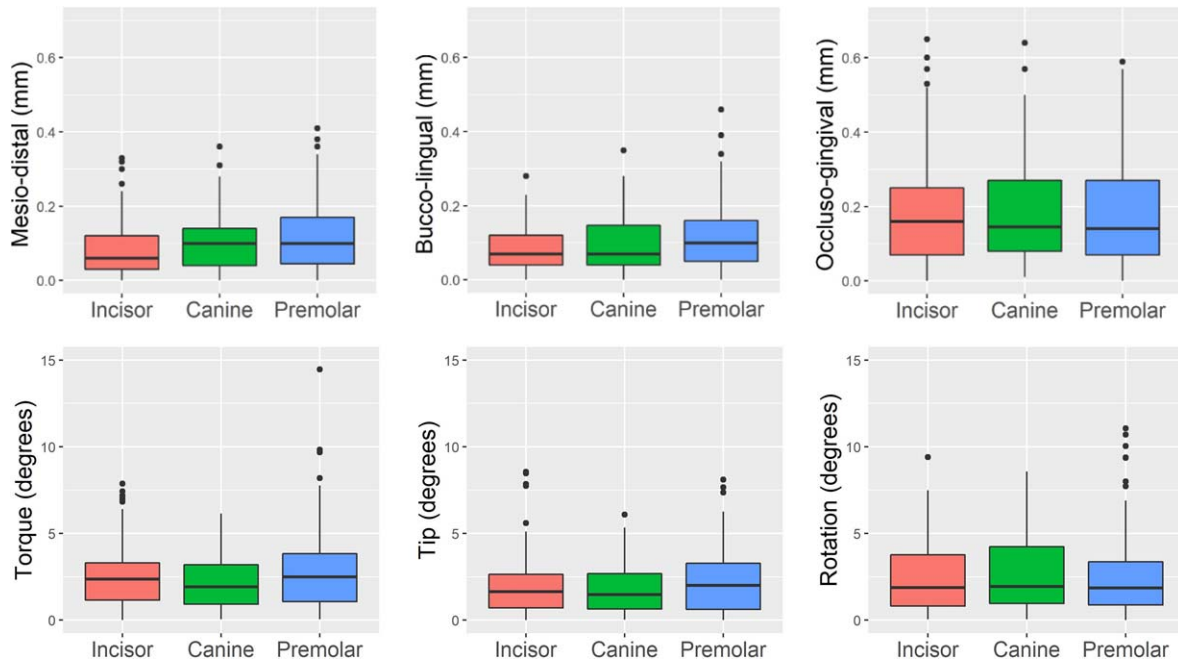 Mesio-distal (mm)
0.6
0.4
0.2
0.0
Incisor Canine Premolar
Bucco-lingual (mm)
0.6
0.4
0.2
0.0
Incisor Canine Premolar
Occluso-gingival (mm)
0.6
0.4
0.2
0.0
Incisor Canine Premolar
Torque (degrees)
15
10
5
0
Incisor Canine Premolar
Tip (degrees)
15
10
5
0
Incisor Canine Premolar
Rotation (degrees)
15
10
5
0
Incisor Canine Premolar